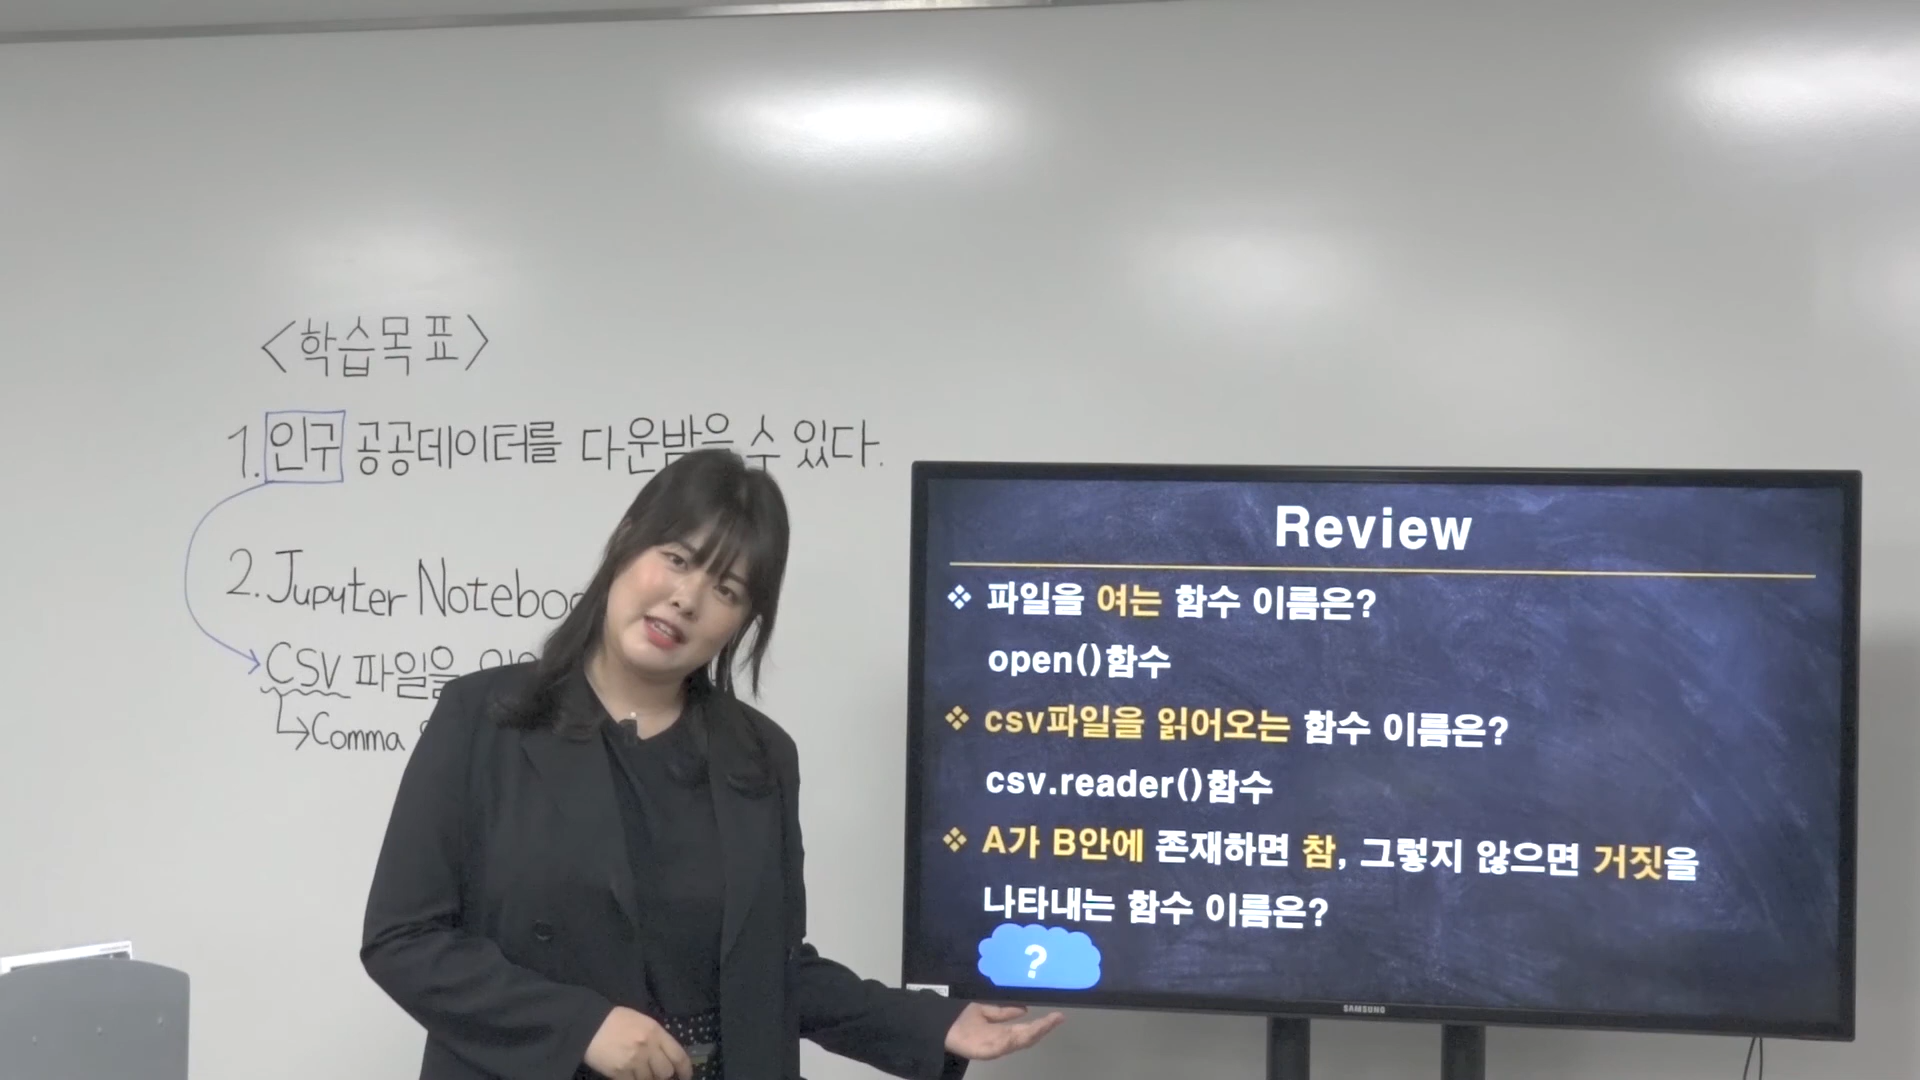 <학습목표>
1. 인구 공공데이터를 다운받을 수 있다.
2. Jupyter
CSV 파일을
↳Comma
Review
❖ 파일을 여는 함수 이름은?
open()함수
❖ csv파일을 읽어오는 함수 이름은?
csv.reader()함수
❖ A가 B안에 존재하면 참, 그렇지 않으면 거짓을
나타내는 함수 이름은?
?
SAMSUNG